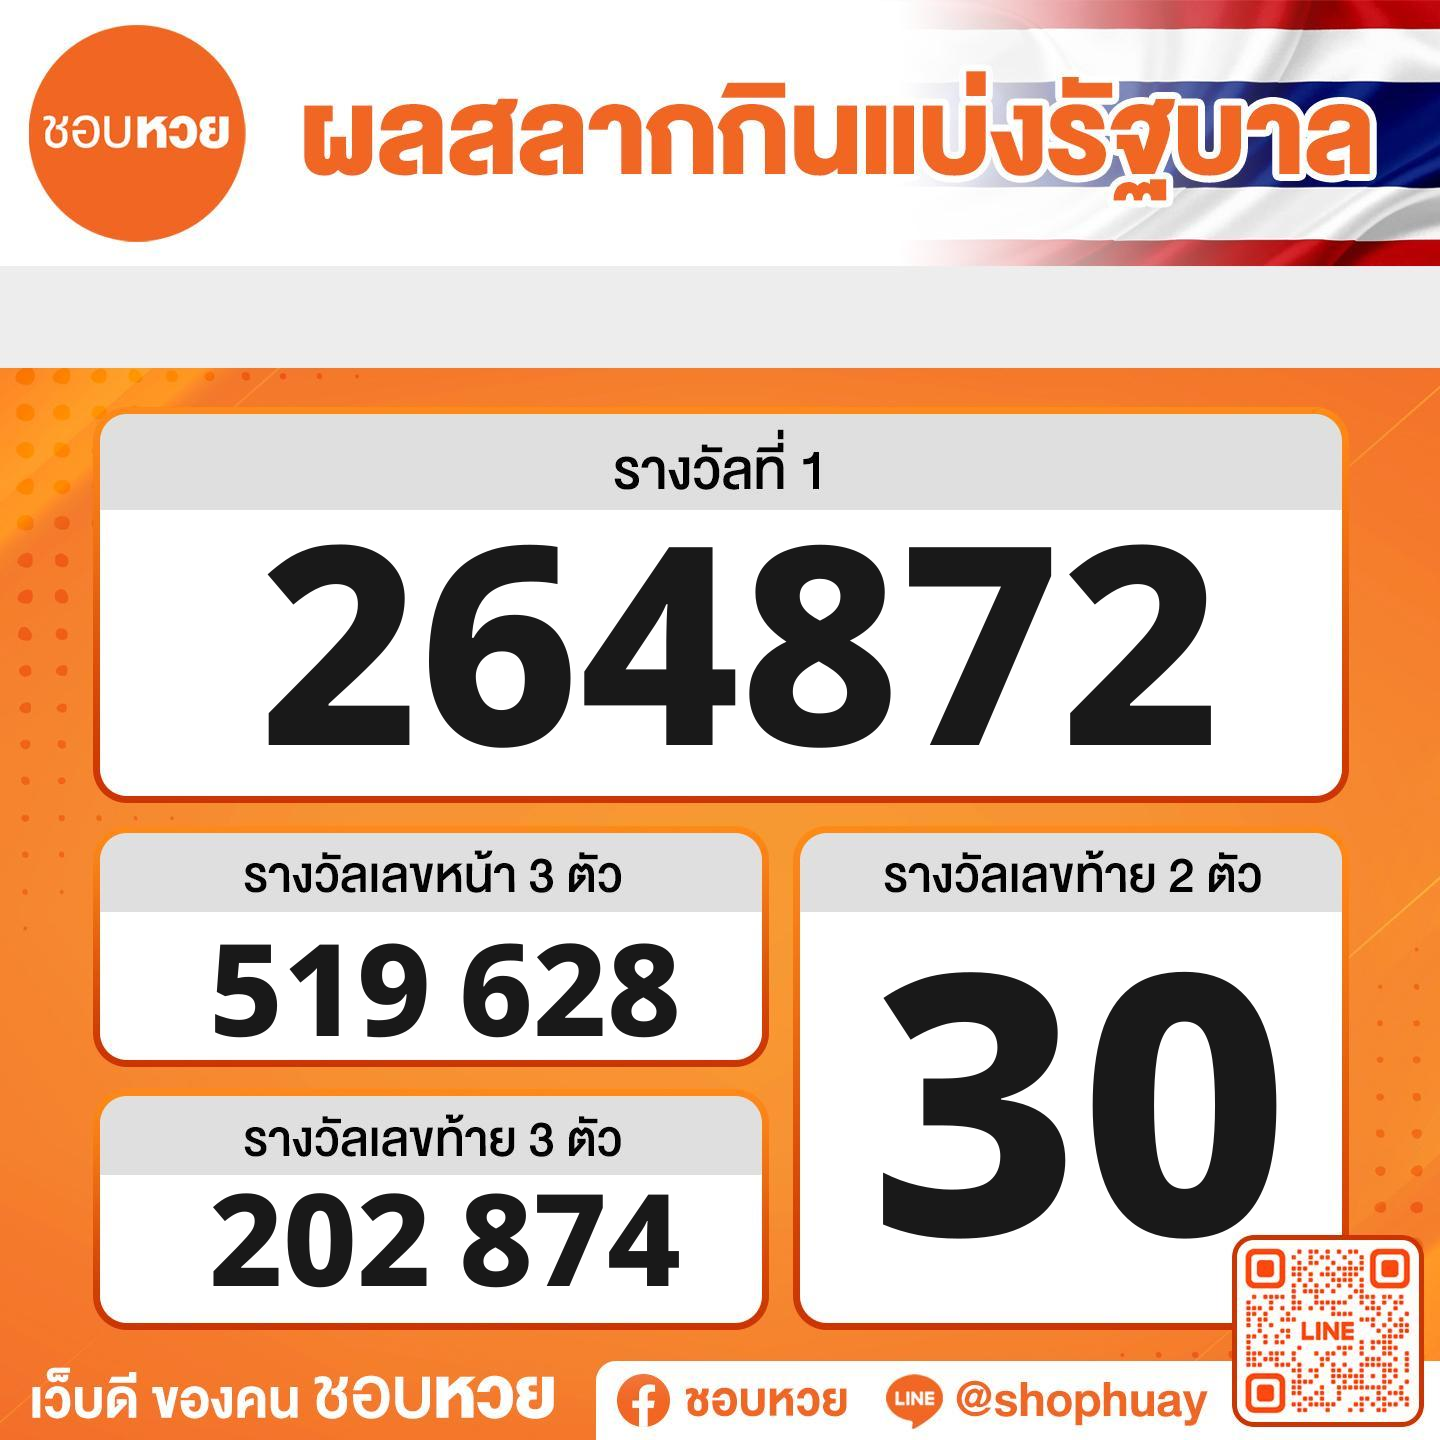 ชอบหวย
ผลสลากกินแบ่งรัฐบาล
รางวัลที่ 1
264872
รางวัลเลขหน้า 3 ตัว
519 628
รางวัลเลขท้าย 2 ตัว
30
รางวัลเลขท้าย 3 ตัว
202 874
LINE
เว็บดี ของคน ชอบหวย
ชอบหวย
LINE @shophuay